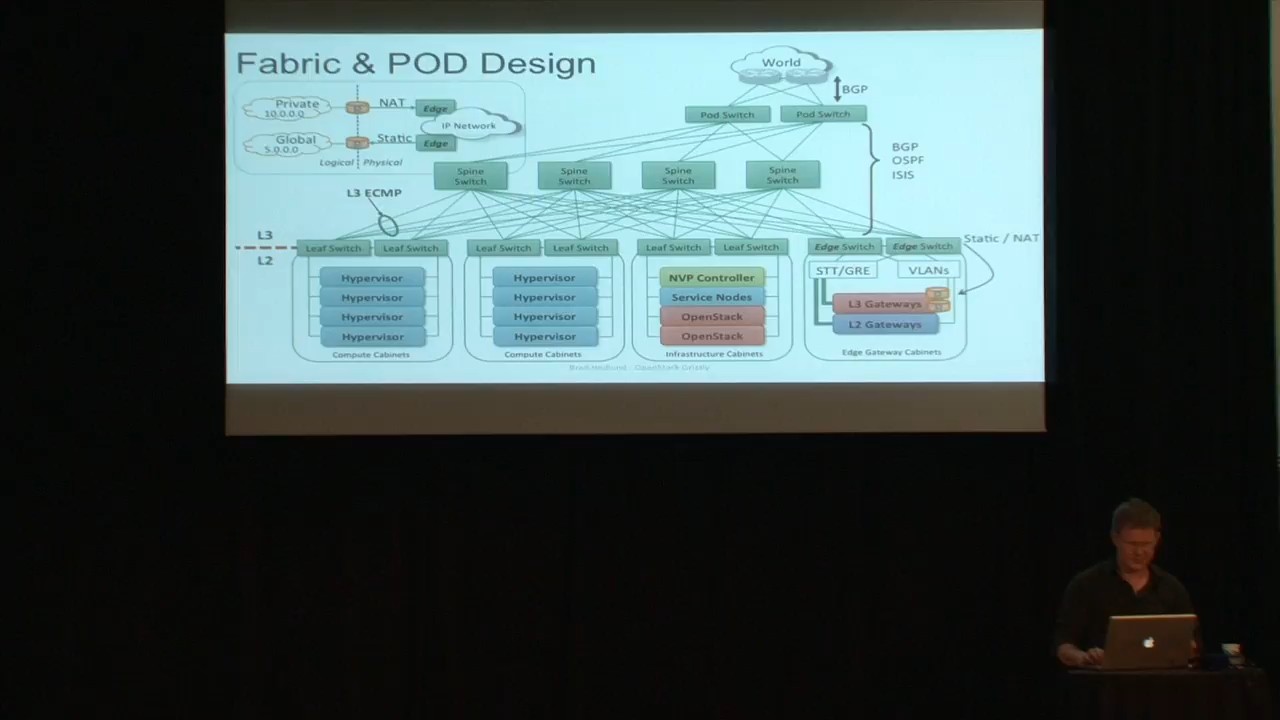 Fabric & POD Design
World
BGP
Pod Switch Pod Switch
Private
10.0.0.0
NAT
Edge
IP Network
Global
5.0.0.0
Static
Edge
Logical Physical
BGP
OSPF
ISIS
Spine Switch
Spine Switch
Spine Switch
Spine Switch
L3 ECMP
L3
L2
Leaf Switch Leaf Switch
Leaf Switch Leaf Switch
Leaf Switch Leaf Switch
Edge Switch Edge Switch
Static / NAT
Hypervisor
Hypervisor
Hypervisor
Hypervisor
Compute Cabinets
Hypervisor
Hypervisor
Hypervisor
Hypervisor
Compute Cabinets
NVP Controller
Service Nodes
OpenStack
OpenStack
Infrastructure Cabinets
STT/GRE
VLANs
L3 Gateways
L2 Gateways
Edge Gateway Cabinets
Brad Hedlund - OpenStack Grizzly